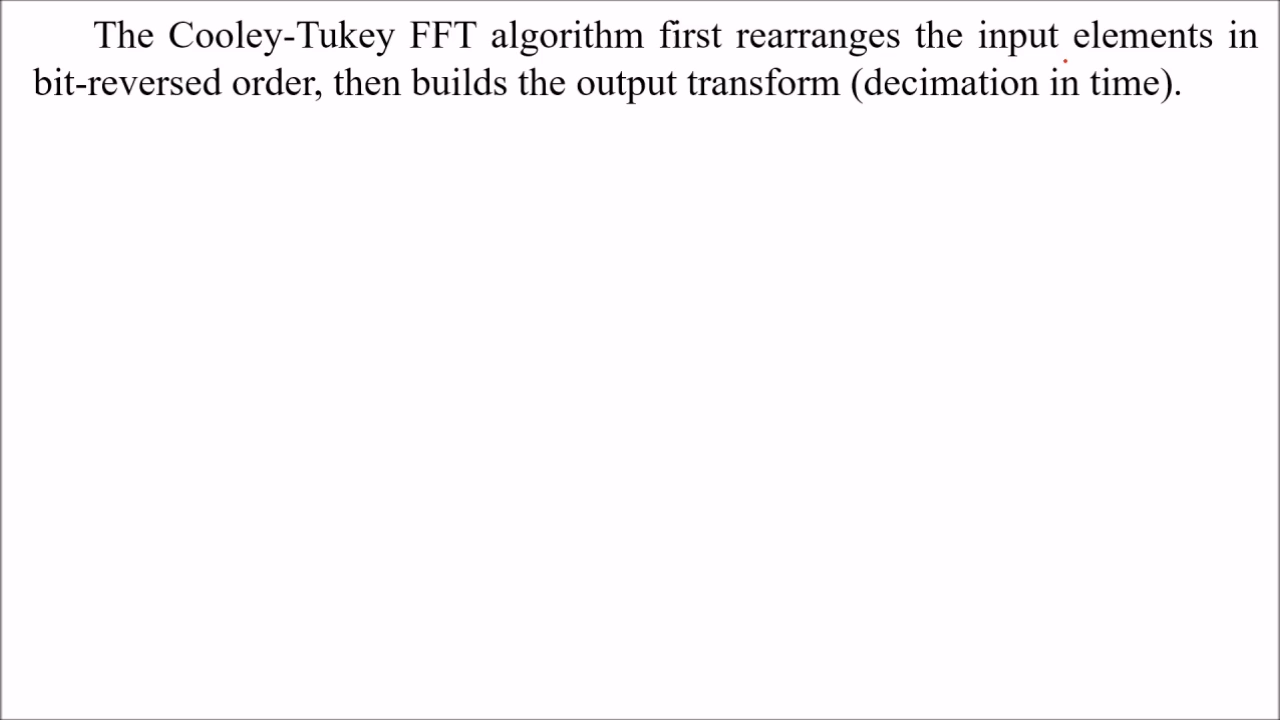 The Cooley-Tukey FFT algorithm first rearranges the input elements in
bit-reversed order, then builds the output transform (decimation in time).